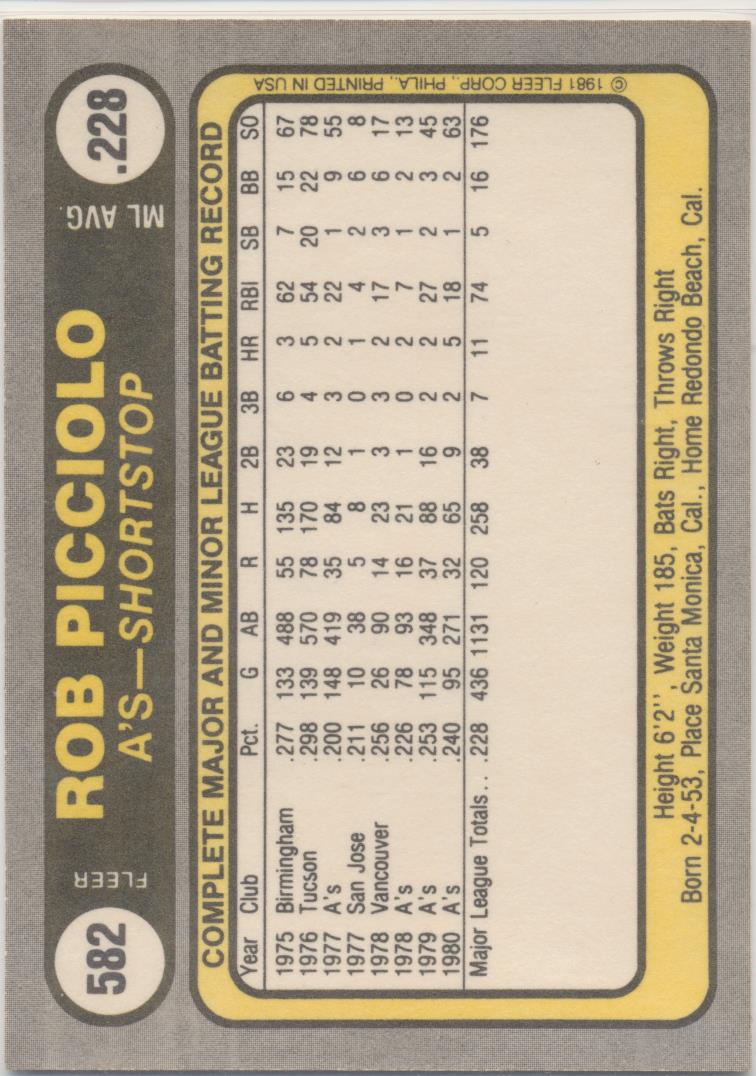 582
FLEER
ROB PICCIOLO
A'S—SHORTSTOP
ML AVG.
.228
COMPLETE MAJOR AND MINOR LEAGUE BATTING RECORD
Year Club Pct. G AB R H 2B 3B HR RBI SB BB SO
1975 Birmingham .277 133 488 55 135 23 6 3 62 7 15 67
1976 Tucson .298 139 570 78 170 19 4 5 54 20 22 78
1977 A's .200 148 419 35 84 12 3 2 22 1 9 55
1977 San Jose .211 10 38 5 8 1 0 1 4 2 6 8
1978 Vancouver .256 26 90 14 23 3 3 2 17 3 6 17
1978 A's .226 78 93 16 21 1 0 2 7 1 2 13
1979 A's .253 115 348 37 88 16 2 2 27 2 3 45
1980 A's .240 95 271 32 65 9 2 5 18 1 2 63
Major League Totals . . .228 436 1131 120 258 38 7 11 74 5 16 176
Height 6'2'', Weight 185, Bats Right, Throws Right
Born 2-4-53, Place Santa Monica, Cal., Home Redondo Beach, Cal.
© 1981 FLEER CORP., PHILA., PRINTED IN USA